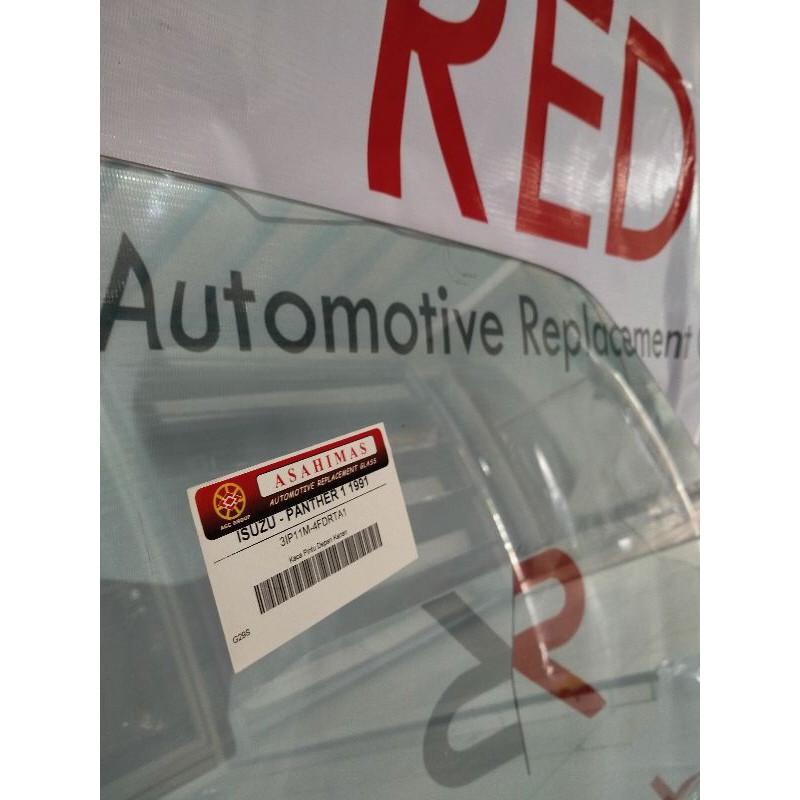 RED
Automotive Replacement
ASAHIMAS
AUTOMOTIVE REPLACEMENT GLASS
AGC GROUP
ISUZU - PANTHER 1 1991
3IP11M-4FDRTA1
Kaca Pintu Depan Kanan
G29S